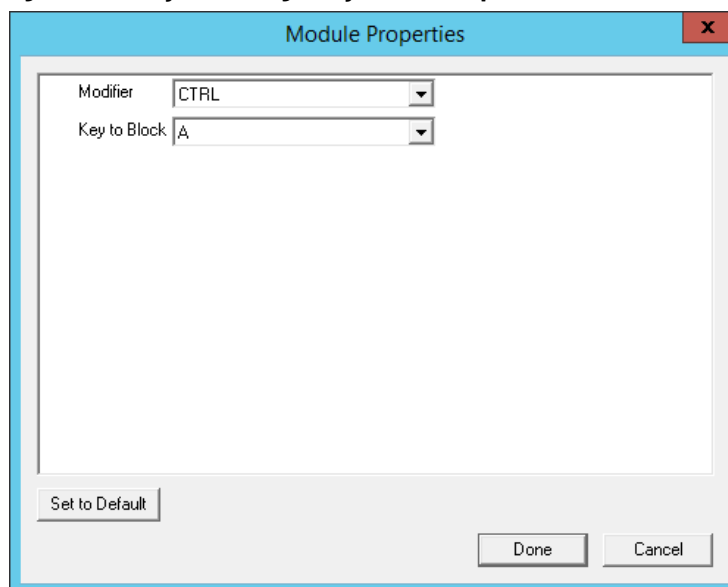 Module Properties
x
Modifier CTRL
Key to Block A
Set to Default
Done Cancel